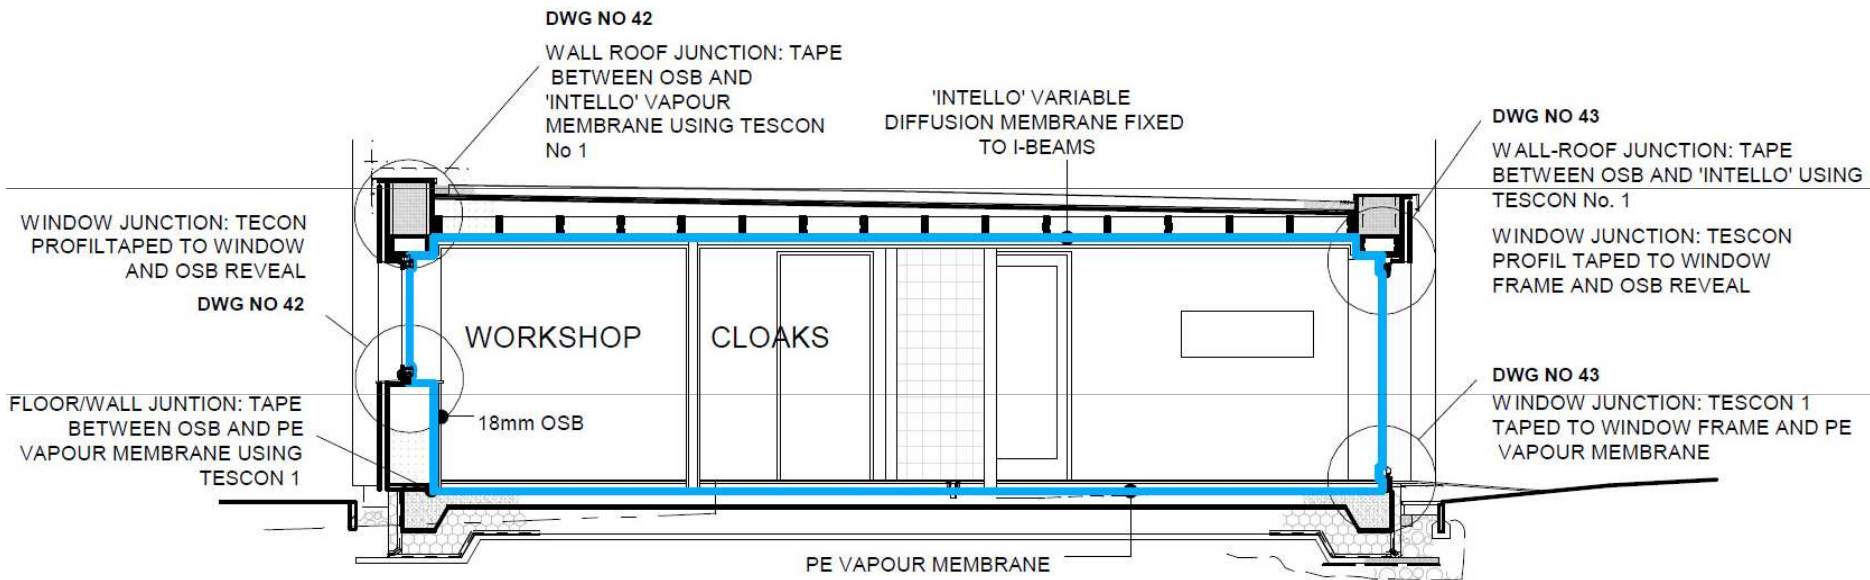 DWG NO 42
WALL ROOF JUNCTION: TAPE
BETWEEN OSB AND
'INTELLO' VAPOUR
MEMBRANE USING TESCON
No 1
'INTELLO' VARIABLE
DIFFUSION MEMBRANE FIXED
TO I-BEAMS
DWG NO 43
WALL-ROOF JUNCTION: TAPE
BETWEEN OSB AND 'INTELLO' USING
TESCON No. 1
WINDOW JUNCTION: TESCON
PROFIL TAPED TO WINDOW
FRAME AND OSB REVEAL
WINDOW JUNCTION: TECON
PROFILTAPED TO WINDOW
AND OSB REVEAL
DWG NO 42
WORKSHOP
CLOAKS
18mm OSB
FLOOR/WALL JUNTION: TAPE
BETWEEN OSB AND PE
VAPOUR MEMBRANE USING
TESCON 1
DWG NO 43
WINDOW JUNCTION: TESCON 1
TAPED TO WINDOW FRAME AND PE
VAPOUR MEMBRANE
PE VAPOUR MEMBRANE